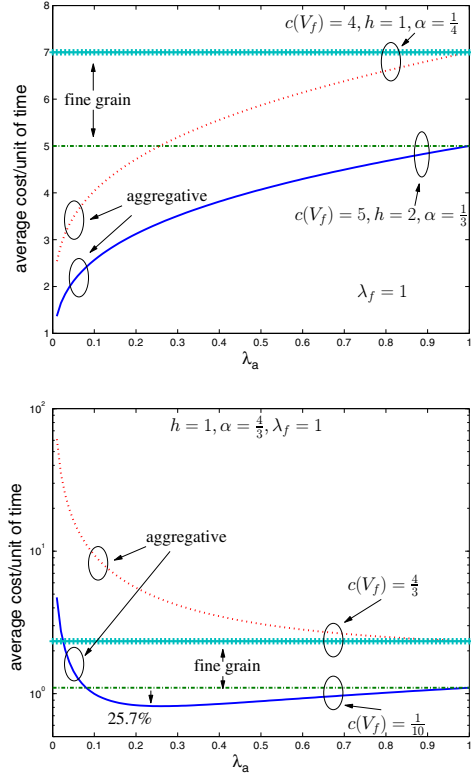 c(V_f) = 4, h = 1, α = 1/4
7
6
5
4
3
2
1
fine grain
aggregative
c(V_f) = 5, h = 2, α = 1/3
λ_f = 1
average cost/unit of time
0 0.1 0.2 0.3 0.4 0.5 0.6 0.7 0.8 0.9 1
λ_a
h = 1, α = 4/3, λ_f = 1
10^2
10^1
10^0
aggregative
c(V_f) = 4/3
fine grain
25.7%
c(V_f) = 1/10
average cost/unit of time
0 0.1 0.2 0.3 0.4 0.5 0.6 0.7 0.8 0.9 1
λ_a